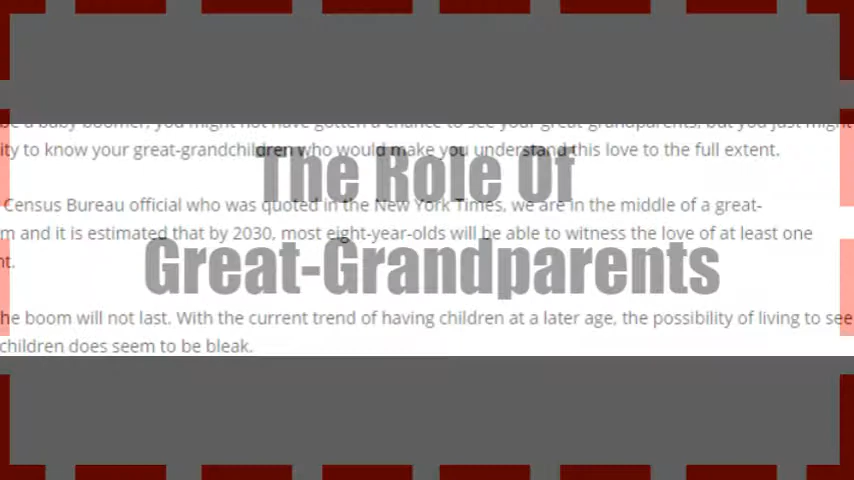 be a baby boomer, you might not have gotten a chance to see your great-grandparents, but you just might
ity to know your great-grandchildren who would make you understand this love to the full extent.
The Role Of
Census Bureau official who was quoted in the New York Times, we are in the middle of a great-
m and it is estimated that by 2030, most eight-year-olds will be able to witness the love of at least one
Great-Grandparents
nt.
he boom will not last. With the current trend of having children at a later age, the possibility of living to see
children does seem to be bleak.